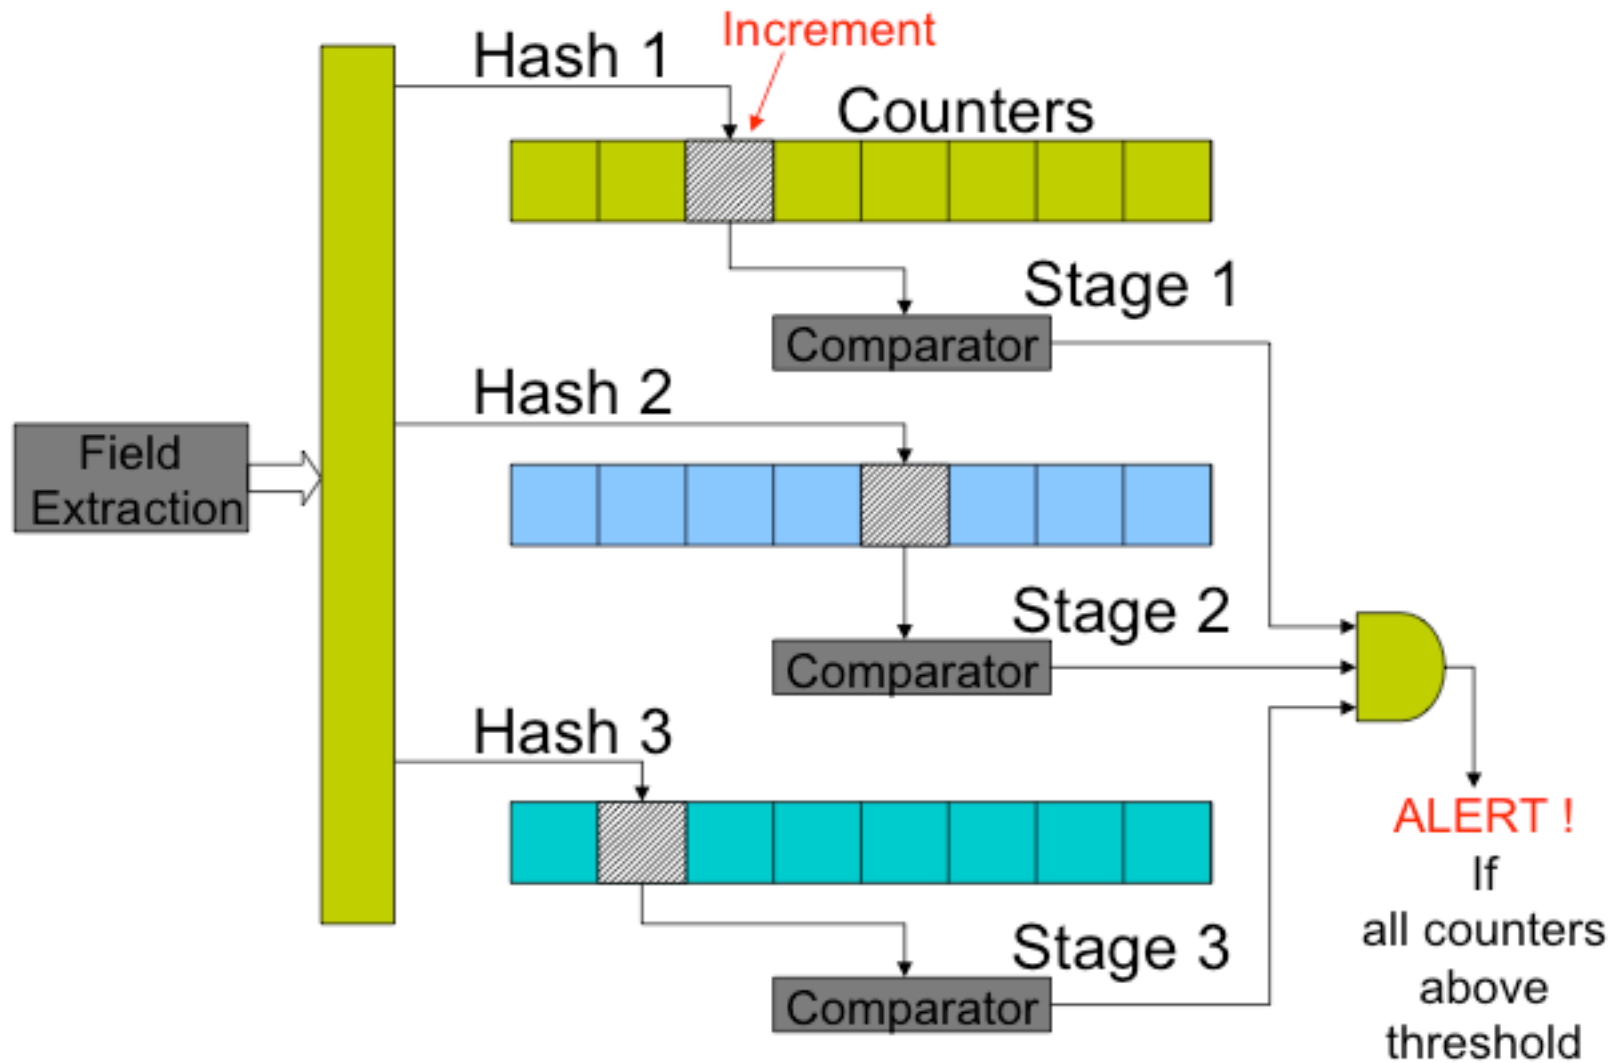 Increment
Hash 1
Counters
Stage 1
Comparator
Hash 2
Field
Extraction
Stage 2
Comparator
Hash 3
ALERT !
If
all counters
above
threshold
Stage 3
Comparator